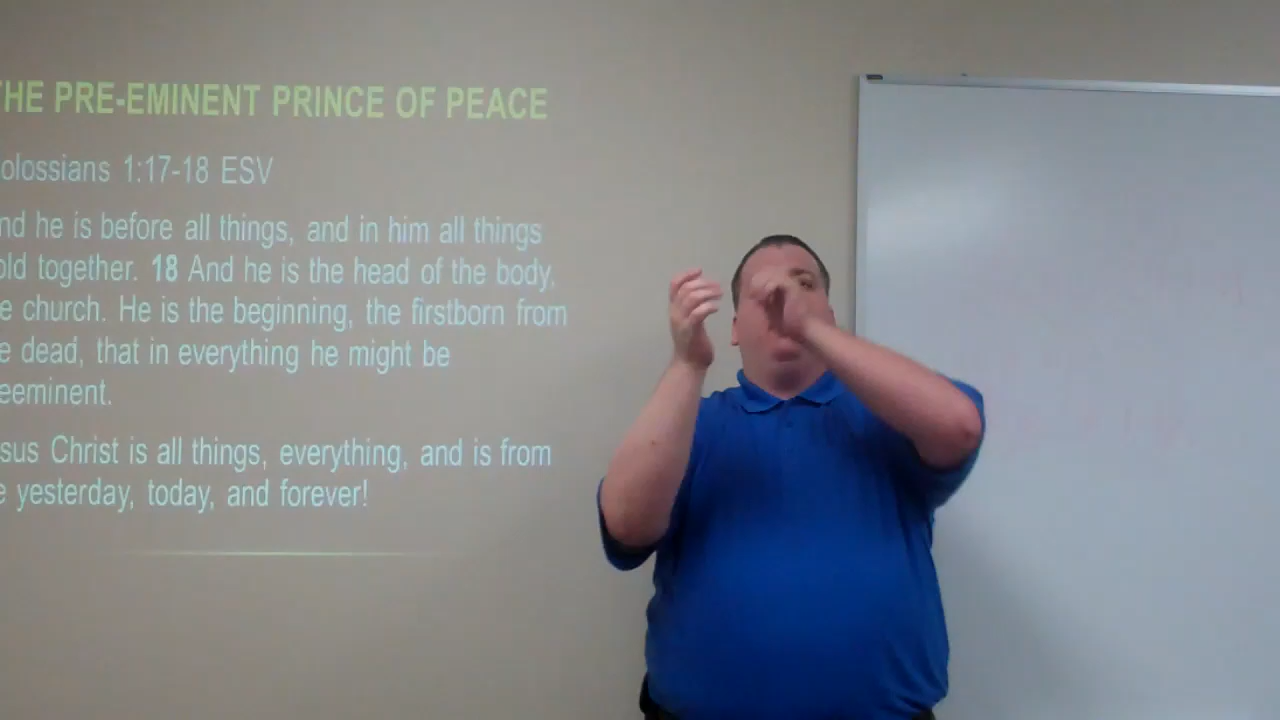 THE PRE-EMINENT PRINCE OF PEACE
olossians 1:17-18 ESV
nd he is before all things, and in him all things
old together. 18 And he is the head of the body,
e church. He is the beginning, the firstborn from
e dead, that in everything he might be
eeminent.
sus Christ is all things, everything, and is from
e yesterday, today, and forever!